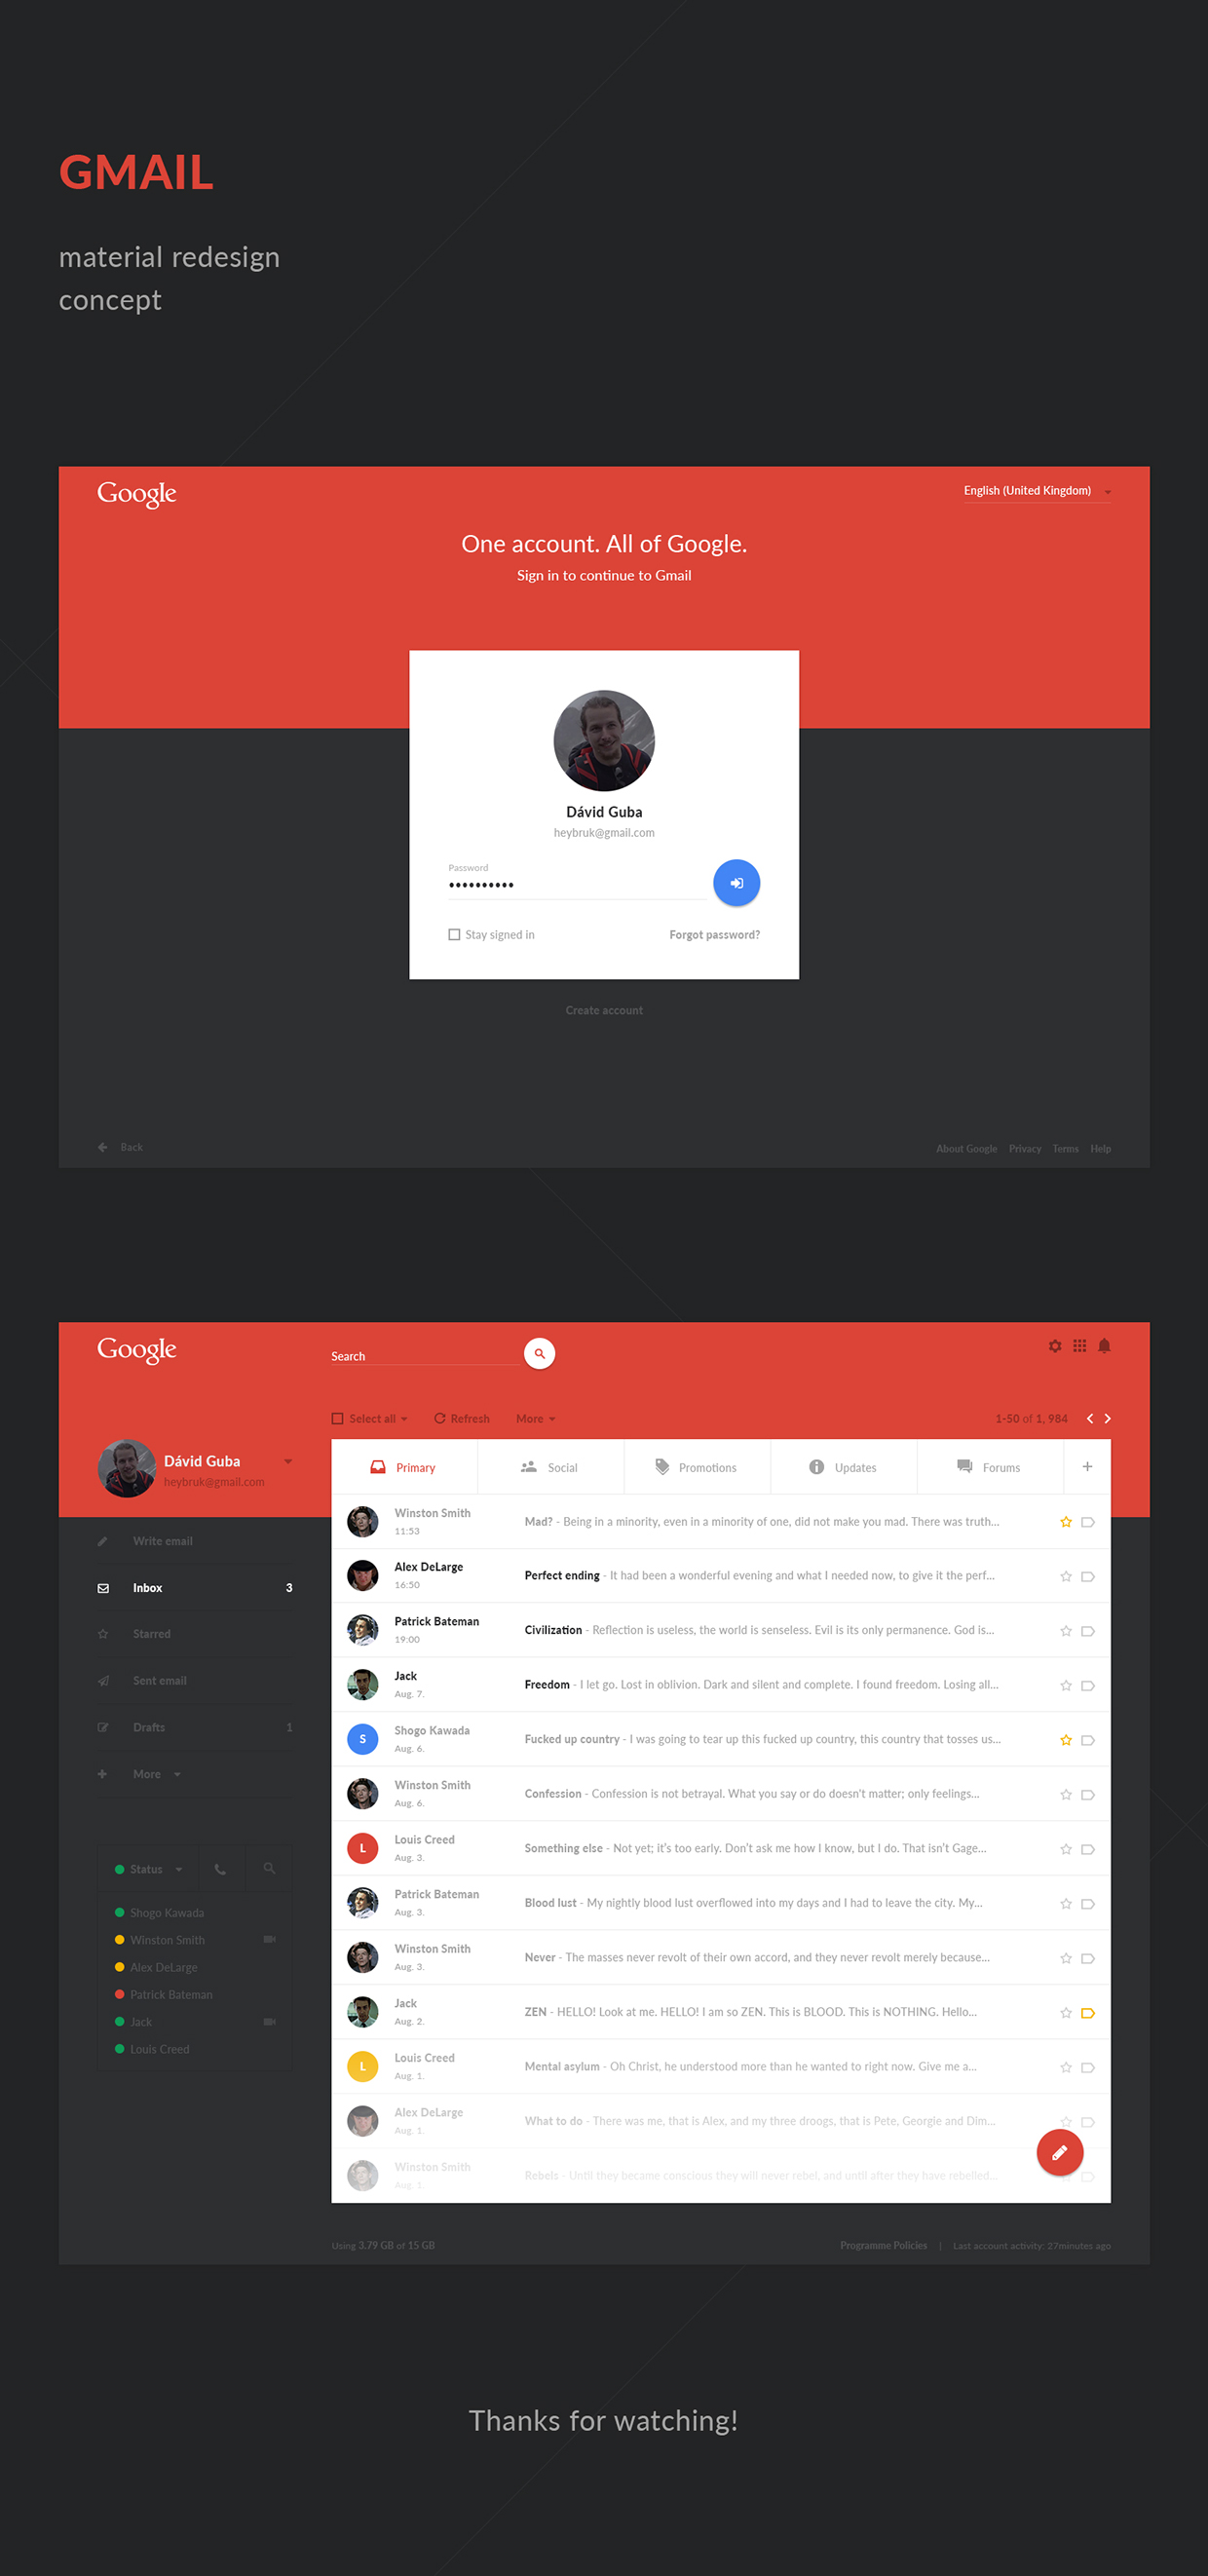 GMAIL
material redesign
concept
Google
English (United Kingdom)
One account. All of Google.
Sign in to continue to Gmail
Dávid Guba
heybruk@gmail.com
Password
••••••••••
Stay signed in Forgot password?
Create account
Back
About Google Privacy Terms Help
Google
Search
Select all Refresh More 1-50 of 1, 984
Dávid Guba
heybruk@gmail.com
Write email
Inbox 3
Starred
Sent email
Drafts 1
More
Status
Shogo Kawada
Winston Smith
Alex DeLarge
Patrick Bateman
Jack
Louis Creed
Primary Social Promotions Updates Forums +
Winston Smith
11:53
Mad? - Being in a minority, even in a minority of one, did not make you mad. There was truth...
Alex DeLarge
16:50
Perfect ending - It had been a wonderful evening and what I needed now, to give it the perf...
Patrick Bateman
19:00
Civilization - Reflection is useless, the world is senseless. Evil is its only permanence. God is...
Jack
Aug. 7.
Freedom - I let go. Lost in oblivion. Dark and silent and complete. I found freedom. Losing all...
S
Shogo Kawada
Aug. 6.
Fucked up country - I was going to tear up this fucked up country, this country that tosses us...
Winston Smith
Aug. 6.
Confession - Confession is not betrayal. What you say or do doesn't matter; only feelings...
L
Louis Creed
Aug. 3.
Something else - Not yet; it's too early. Don't ask me how I know, but I do. That isn't Gage...
Patrick Bateman
Aug. 3.
Blood lust - My nightly blood lust overflowed into my days and I had to leave the city. My...
Winston Smith
Aug. 3.
Never - The masses never revolt of their own accord, and they never revolt merely because...
Jack
Aug. 2.
ZEN - HELLO! Look at me. HELLO! I am so ZEN. This is BLOOD. This is NOTHING. Hello...
L
Louis Creed
Aug. 1.
Mental asylum - Oh Christ, he understood more than he wanted to right now. Give me a...
Alex DeLarge
Aug. 1.
What to do - There was me, that is Alex, and my three droogs, that is Pete, Georgie and Dim...
Winston Smith
Aug. 1.
Rebels - Until they became conscious they will never rebel, and until after they have rebelled...
Using 3.79 GB of 15 GB
Programme Policies | Last account activity: 27minutes ago
Thanks for watching!